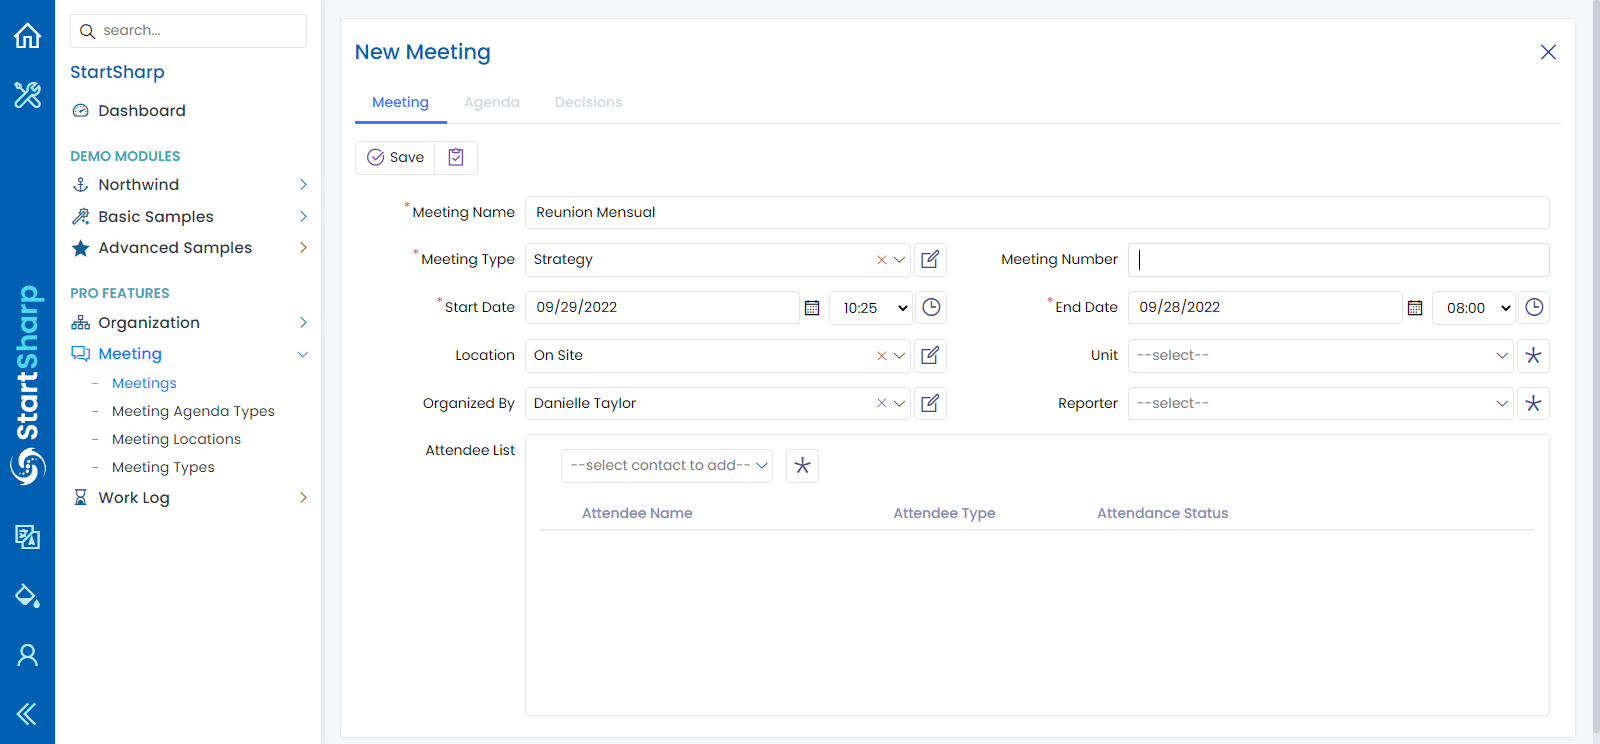 search...
StartSharp
Dashboard
DEMO MODULES
Northwind
Basic Samples
Advanced Samples
PRO FEATURES
Organization
Meeting
- Meetings
- Meeting Agenda Types
- Meeting Locations
- Meeting Types
Work Log
StartSharp
New Meeting
Meeting Agenda Decisions
Save
*Meeting Name Reunion Mensual
*Meeting Type Strategy Meeting Number
*Start Date 09/29/2022 10:25 *End Date 09/28/2022 08:00
Location On Site Unit --select--
Organized By Danielle Taylor Reporter --select--
Attendee List
--select contact to add--
Attendee Name Attendee Type Attendance Status